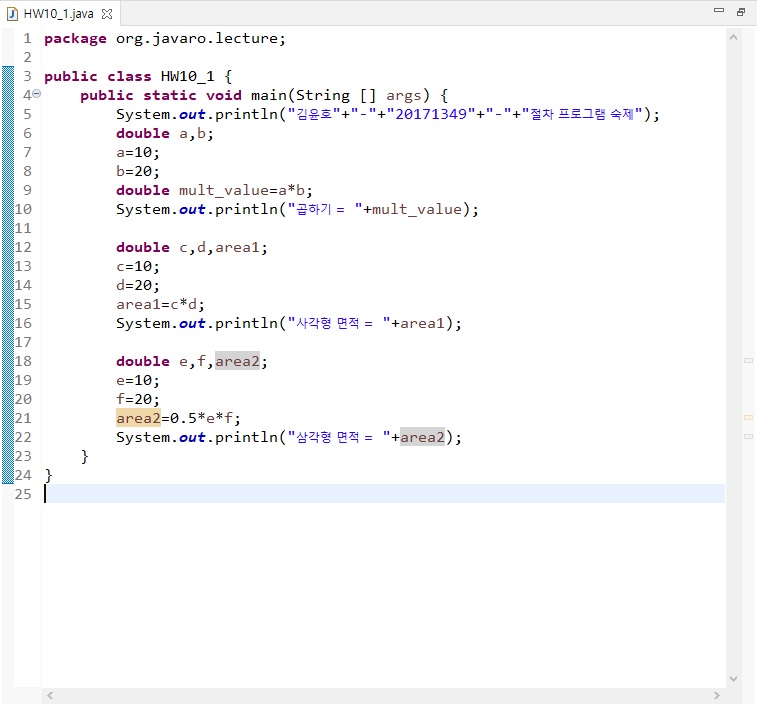 HW10_1.java
1 package org.javaro.lecture;
2
3 public class HW10_1 {
4 public static void main(String [] args) {
5 System.out.println("김윤호"+"-"+"20171349"+"-"+"절차 프로그램 숙제");
6 double a,b;
7 a=10;
8 b=20;
9 double mult_value=a*b;
10 System.out.println("곱하기 = "+mult_value);
11
12 double c,d,area1;
13 c=10;
14 d=20;
15 area1=c*d;
16 System.out.println("사각형 면적 = "+area1);
17
18 double e,f,area2;
19 e=10;
20 f=20;
21 area2=0.5*e*f;
22 System.out.println("삼각형 면적 = "+area2);
23 }
24 }
25